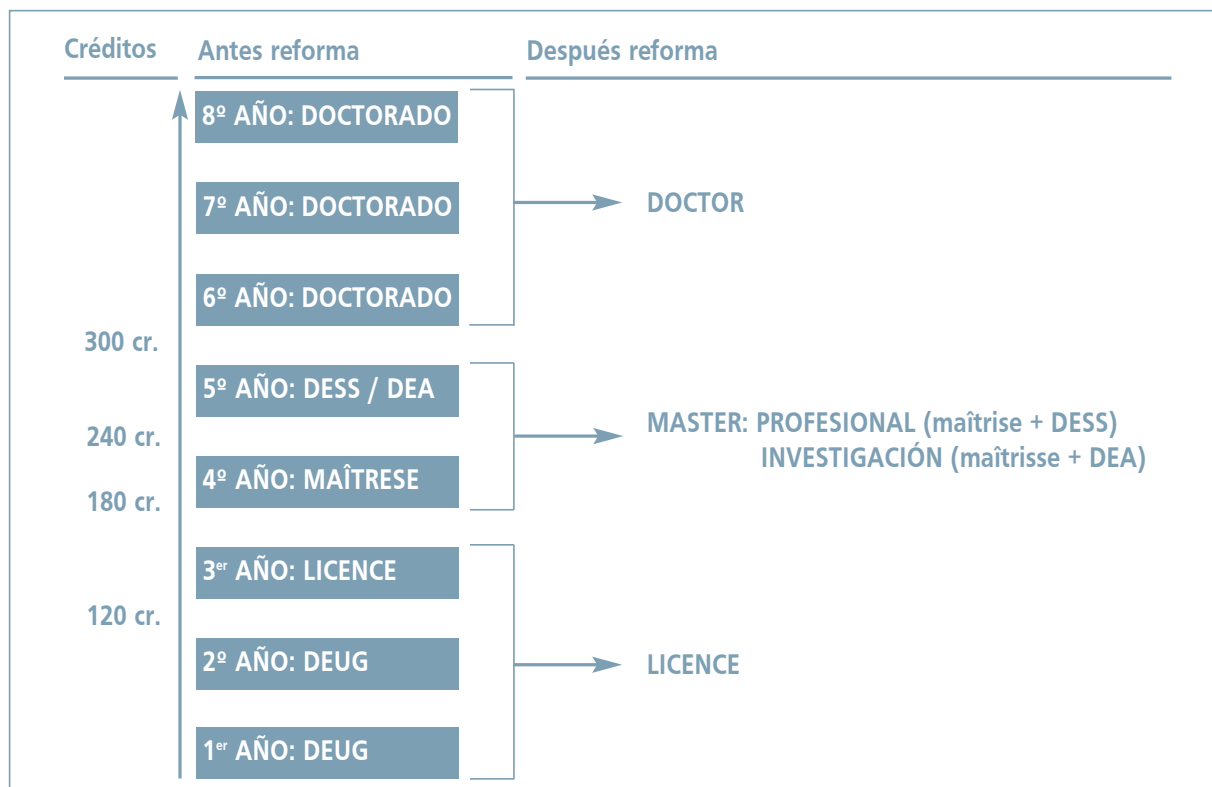 Créditos Antes reforma Después reforma
8º AÑO: DOCTORADO
7º AÑO: DOCTORADO
DOCTOR
6º AÑO: DOCTORADO
300 cr.
5º AÑO: DESS / DEA
MASTER: PROFESIONAL (maîtrise + DESS)
240 cr.
INVESTIGACIÓN (maîtrisse + DEA)
4º AÑO: MAÎTRESE
180 cr.
3er AÑO: LICENCE
120 cr.
2º AÑO: DEUG
LICENCE
1er AÑO: DEUG